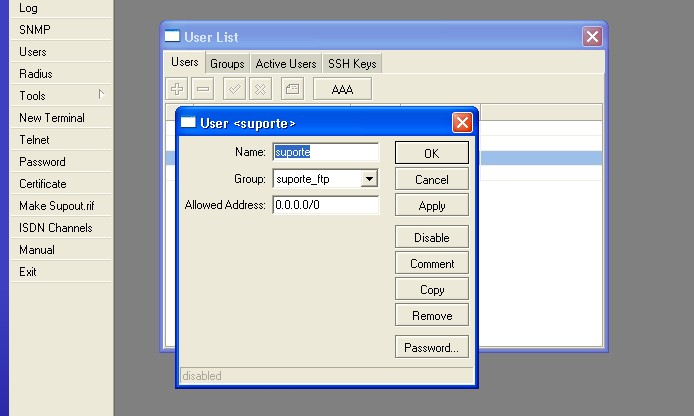 Log
SNMP
Users
Radius
Tools
New Terminal
Telnet
Password
Certificate
Make Supout.rif
ISDN Channels
Manual
Exit
User List
Users Groups Active Users SSH Keys
AAA
User <suporte>
Name: suporte
Group: suporte_ftp
Allowed Address: 0.0.0.0/0
OK
Cancel
Apply
Disable
Comment
Copy
Remove
Password...
disabled